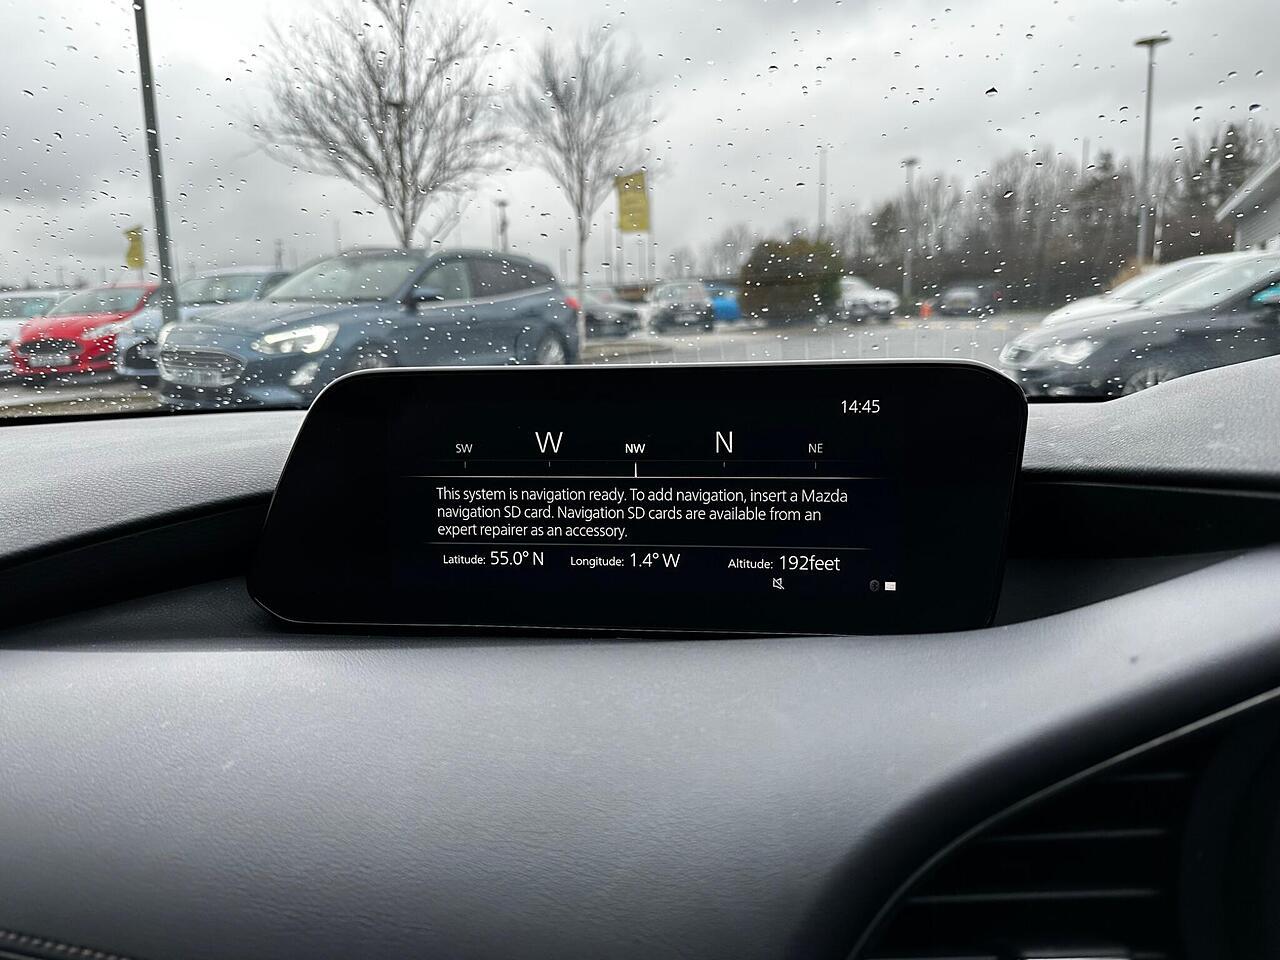 14:45
SW W NW N NE
This system is navigation ready. To add navigation, insert a Mazda
navigation SD card. Navigation SD cards are available from an
expert repairer as an accessory.
Latitude: 55.0° N Longitude: 1.4° W Altitude: 192feet